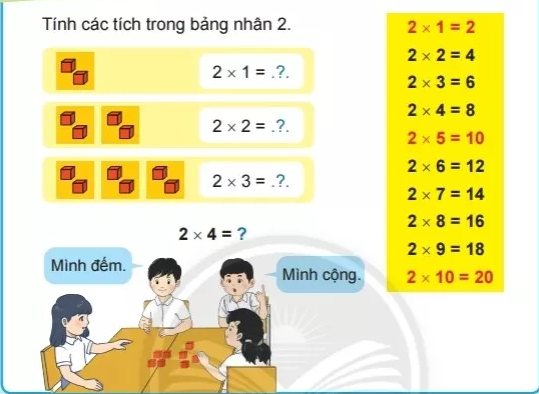 Tính các tích trong bảng nhân 2.
2 × 1 = .?.
2 × 2 = .?.
2 × 3 = .?.
2 × 4 = ?
Mình đếm.
Mình cộng.
2 × 1 = 2
2 × 2 = 4
2 × 3 = 6
2 × 4 = 8
2 × 5 = 10
2 × 6 = 12
2 × 7 = 14
2 × 8 = 16
2 × 9 = 18
2 × 10 = 20